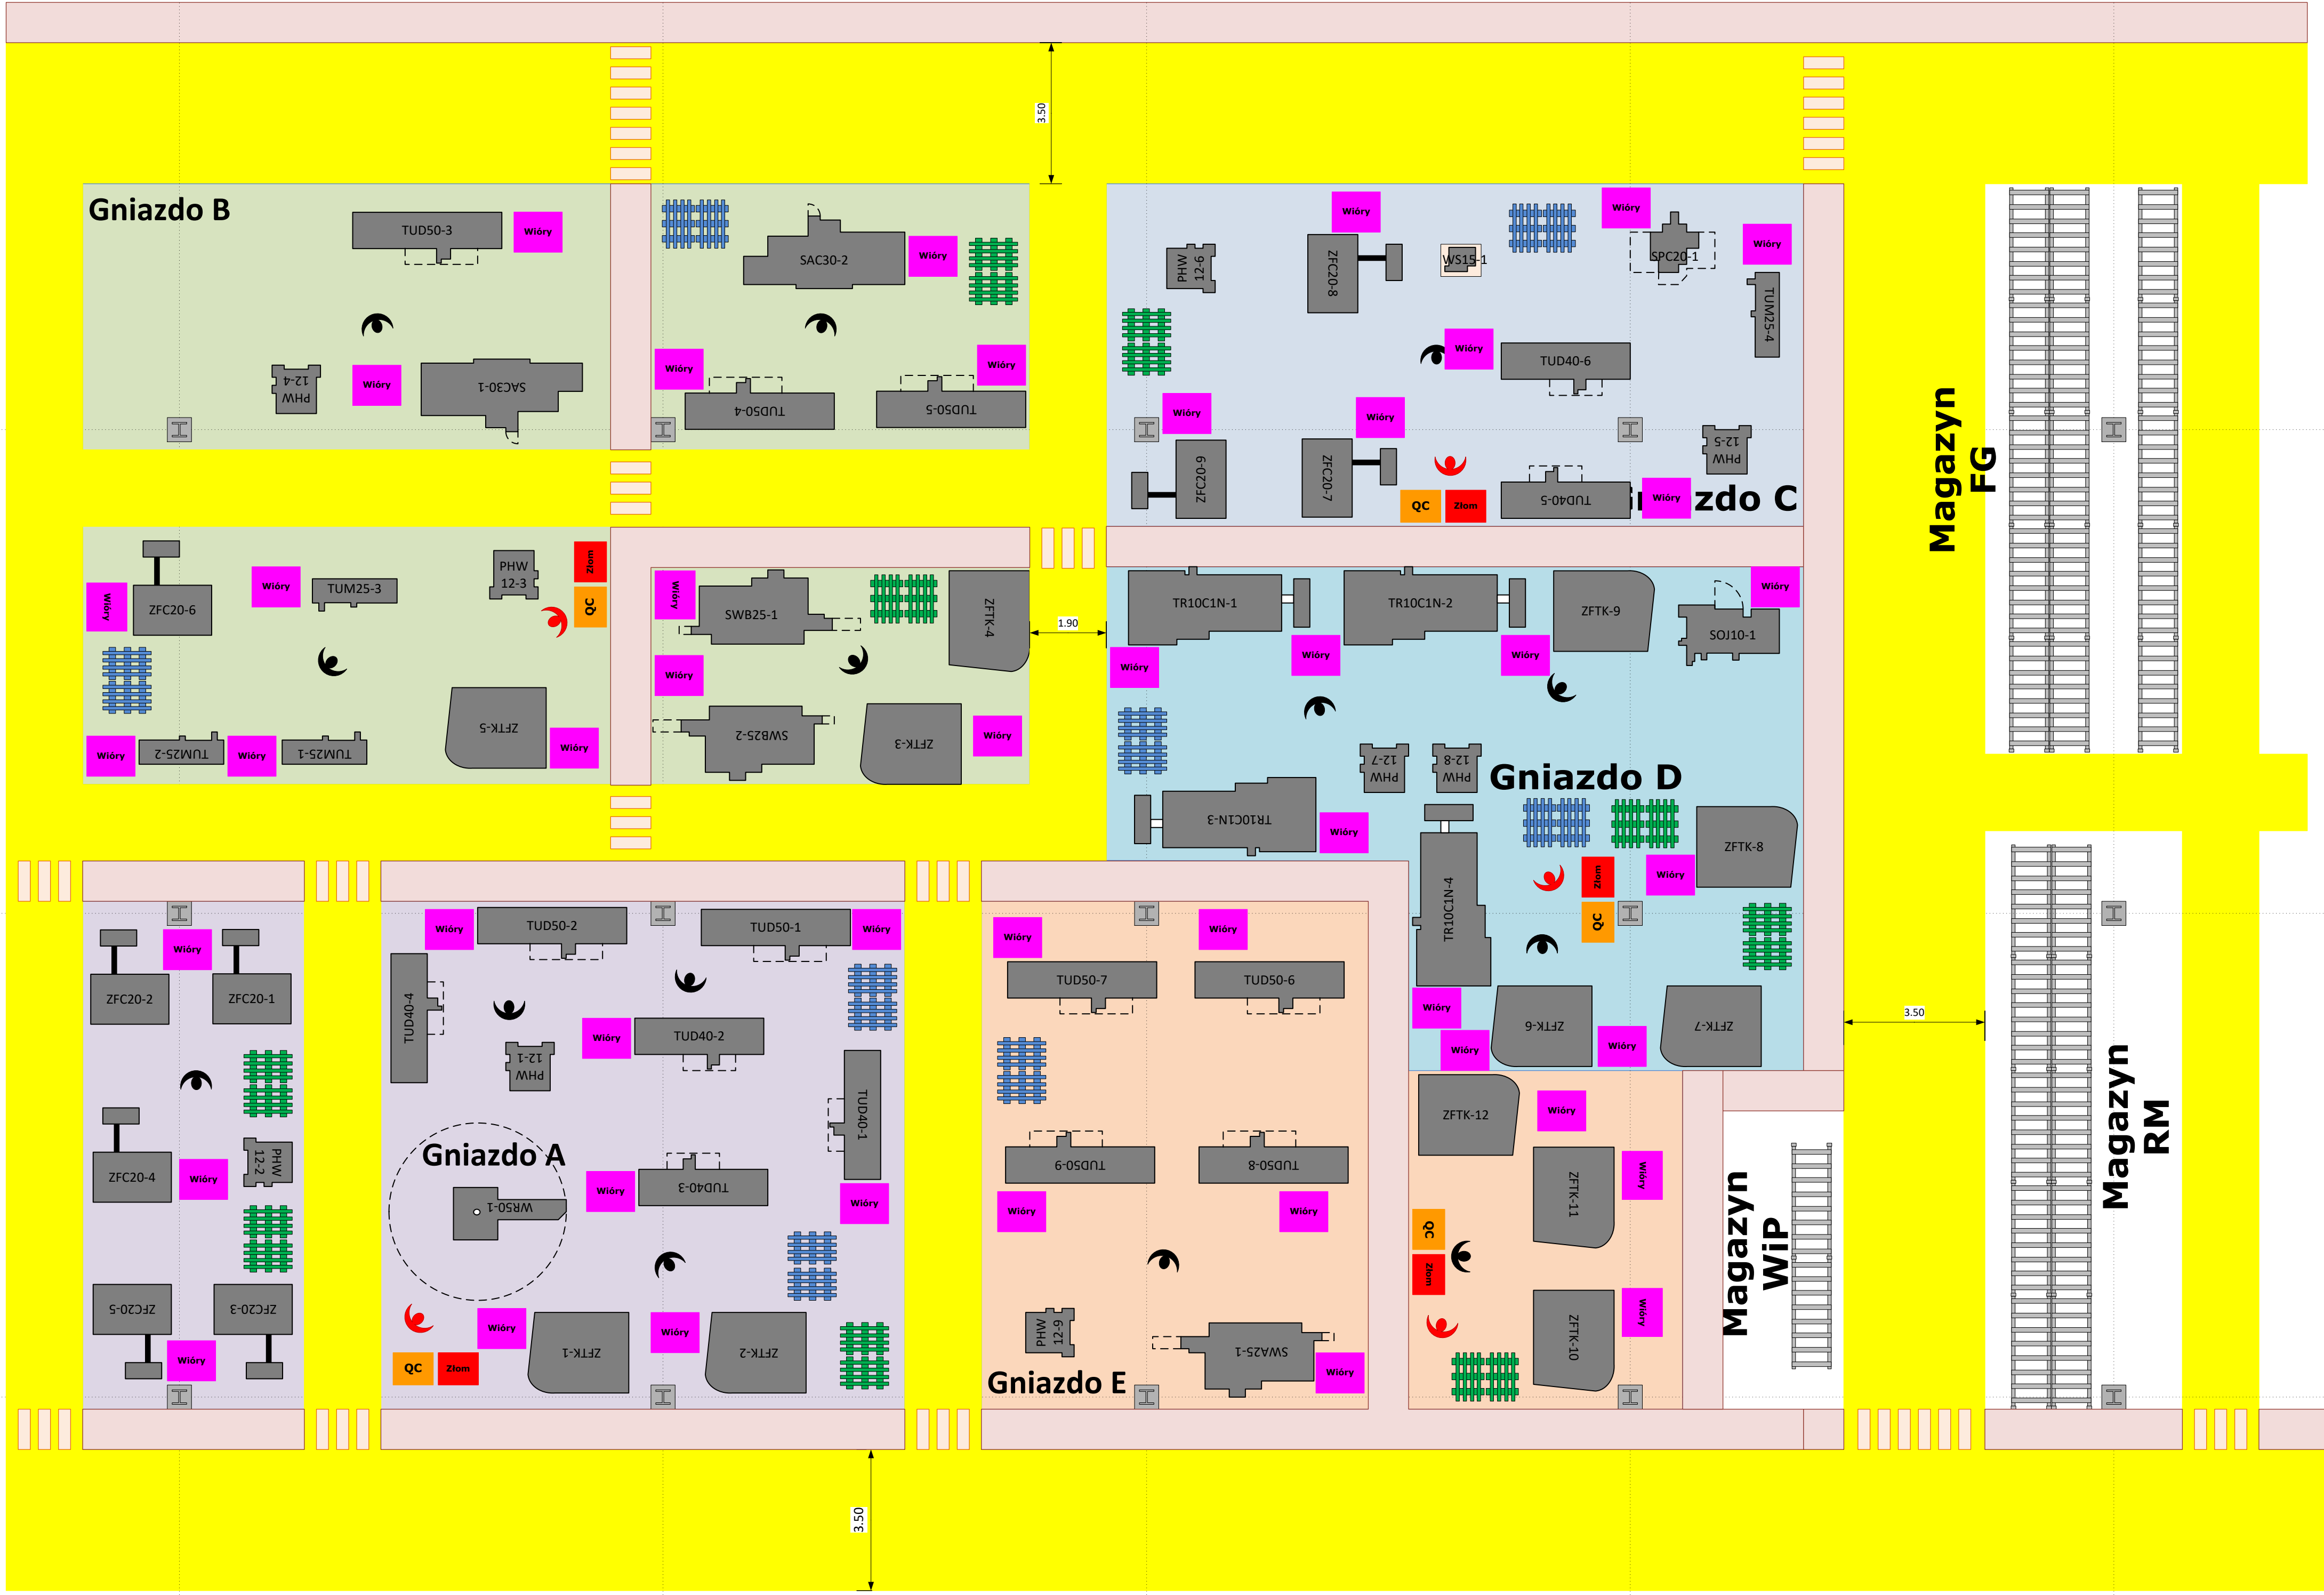 3.50
Gniazdo B
TUD50-3
Wióry
SAC30-2
Wióry
PHW
12-4
Wióry
SAC30-1
Wióry
TUD50-4
Wióry
TUD50-5
Wióry
PHW
12-6
ZFC20-8
WS15-1
Wióry
SPC20-1
Wióry
TUM25-4
Wióry
TUD40-6
Wióry
ZFC20-9
Wióry
ZFC20-7
QC
Złom
TUD40-5
Wióry
PHW
12-5
zdo C
Magazyn
FG
Wióry
ZFC20-6
Wióry
TUM25-3
PHW
12-3
Złom
QC
Wióry
TUM25-2
Wióry
TUM25-1
ZFTK-5
Wióry
Wióry
SWB25-1
ZFTK-4
Wióry
SWB25-2
ZFTK-3
Wióry
1.90
TR10C1N-1
TR10C1N-2
ZFTK-9
Wióry
SOJ10-1
Wióry
Wióry
Wióry
PHW
12-7
PHW
12-8
Gniazdo D
TR10C1N-3
Wióry
TR10C1N-4
ZFTK-8
Wióry
Złom
QC
Wióry
Wióry
ZFTK-6
Wióry
ZFTK-7
3.50
Wióry
ZFC20-2
ZFC20-1
ZFC20-4
Wióry
PHW
12-2
ZFC20-5
ZFC20-3
Wióry
Wióry
TUD50-2
TUD50-1
Wióry
TUD40-4
PHW
12-1
Wióry
TUD40-2
TUD40-1
Gniazdo A
WR50-1
Wióry
TUD40-3
Wióry
Wióry
ZFTK-1
Wióry
ZFTK-2
QC
Złom
Wióry
TUD50-7
Wióry
TUD50-6
TUD50-9
TUD50-8
Wióry
Wióry
PHW
12-9
SWA25-1
Wióry
Gniazdo E
ZFTK-12
Wióry
ZFTK-11
Wióry
QC
Złom
ZFTK-10
Wióry
Magazyn
WiP
Magazyn
RM
3.50